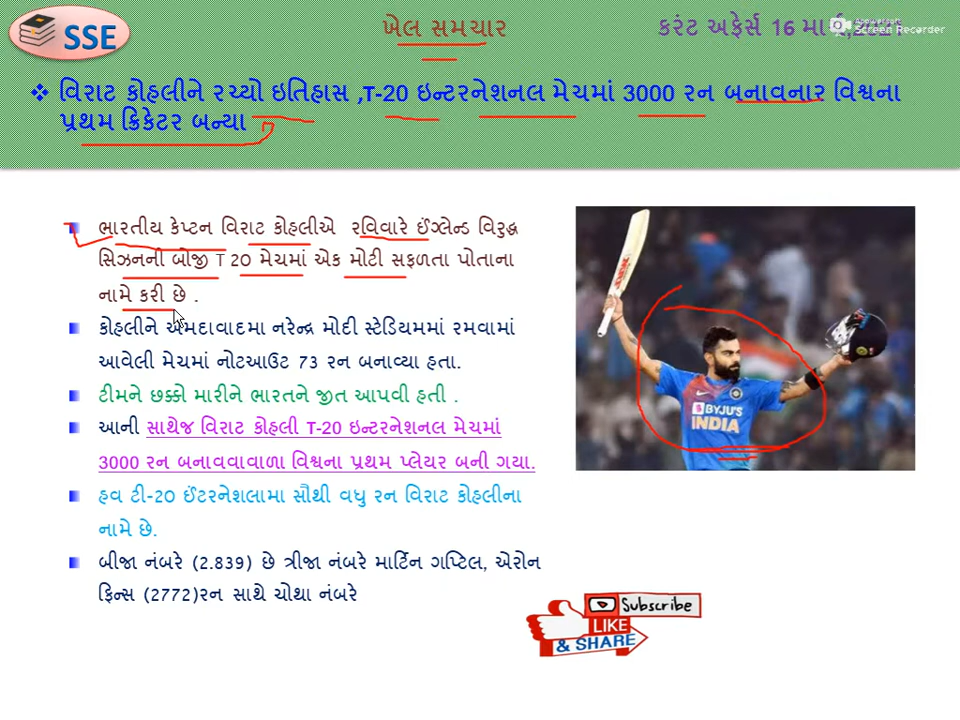 SSE
ખેલ સમચાર
કરંટ અફેર્સ 16
Screen Recorder
❖ વિરાટ કોહલીને રચ્યો ઇતિહાસ ,T-20 ઇન્ટરનેશનલ મેચમાં 3000 રન બનાવનાર વિશ્વના
પ્રથમ ક્રિકેટર બન્યા
ભારતીય કેપ્ટન વિરાટ કોહલીએ રવિવારે ઈંગ્લેન્ડ વિરુદ્ધ
સિઝનની બીજી T 20 મેચમાં એક મોટી સફળતા પોતાના
નામે કરી છે .
કોહલીને અમદાવાદમા નરેન્દ્ર મોદી સ્ટેડિયમમાં રમવામાં
આવેલી મેચમાં નોટઆઉટ 73 રન બનાવ્યા હતા.
ટીમને છક્કો મારીને ભારતને જીત આપવી હતી .
આની સાથેજ વિરાટ કોહલી T-20 ઇન્ટરનેશનલ મેચમાં
3000 રન બનાવવાવાળા વિશ્વના પ્રથમ પ્લેયર બની ગયા.
હવ ટી-20 ઈંટરનેશલામા સૌથી વધુ રન વિરાટ કોહલીના
નામે છે.
બીજા નંબરે (2.839) છે ત્રીજા નંબરે માર્ટિન ગપ્ટિલ, એરોન
ફિન્સ (2772)રન સાથે ચોથા નંબરે
BYJU'S
INDIA
Subscribe
LIKE
& SHARE